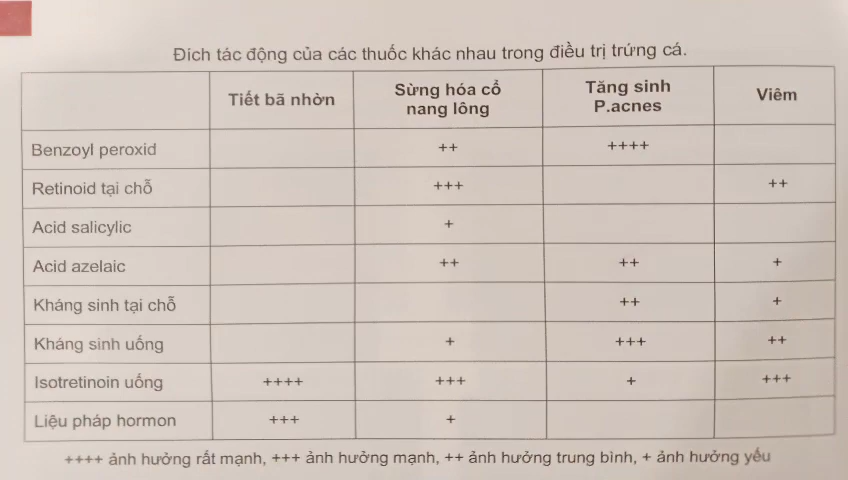 Đích tác động của các thuốc khác nhau trong điều trị trứng cá.
Tiết bã nhờn Sừng hóa cổ nang lông Tăng sinh P.acnes Viêm
Benzoyl peroxid ++ ++++
Retinoid tại chỗ +++ ++
Acid salicylic +
Acid azelaic ++ ++ +
Kháng sinh tại chỗ ++ +
Kháng sinh uống + +++ ++
Isotretinoin uống ++++ +++ + +++
Liệu pháp hormon +++ +
++++ ảnh hưởng rất mạnh, +++ ảnh hưởng mạnh, ++ ảnh hưởng trung bình, + ảnh hưởng yếu